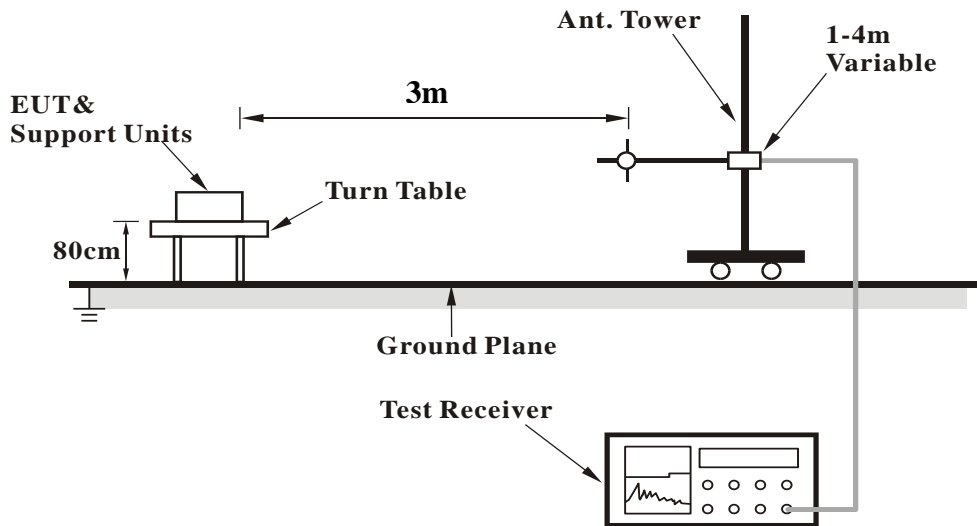 Ant. Tower
1-4m
Variable
3m
EUT&
Support Units
Turn Table
80cm
Ground Plane
Test Receiver